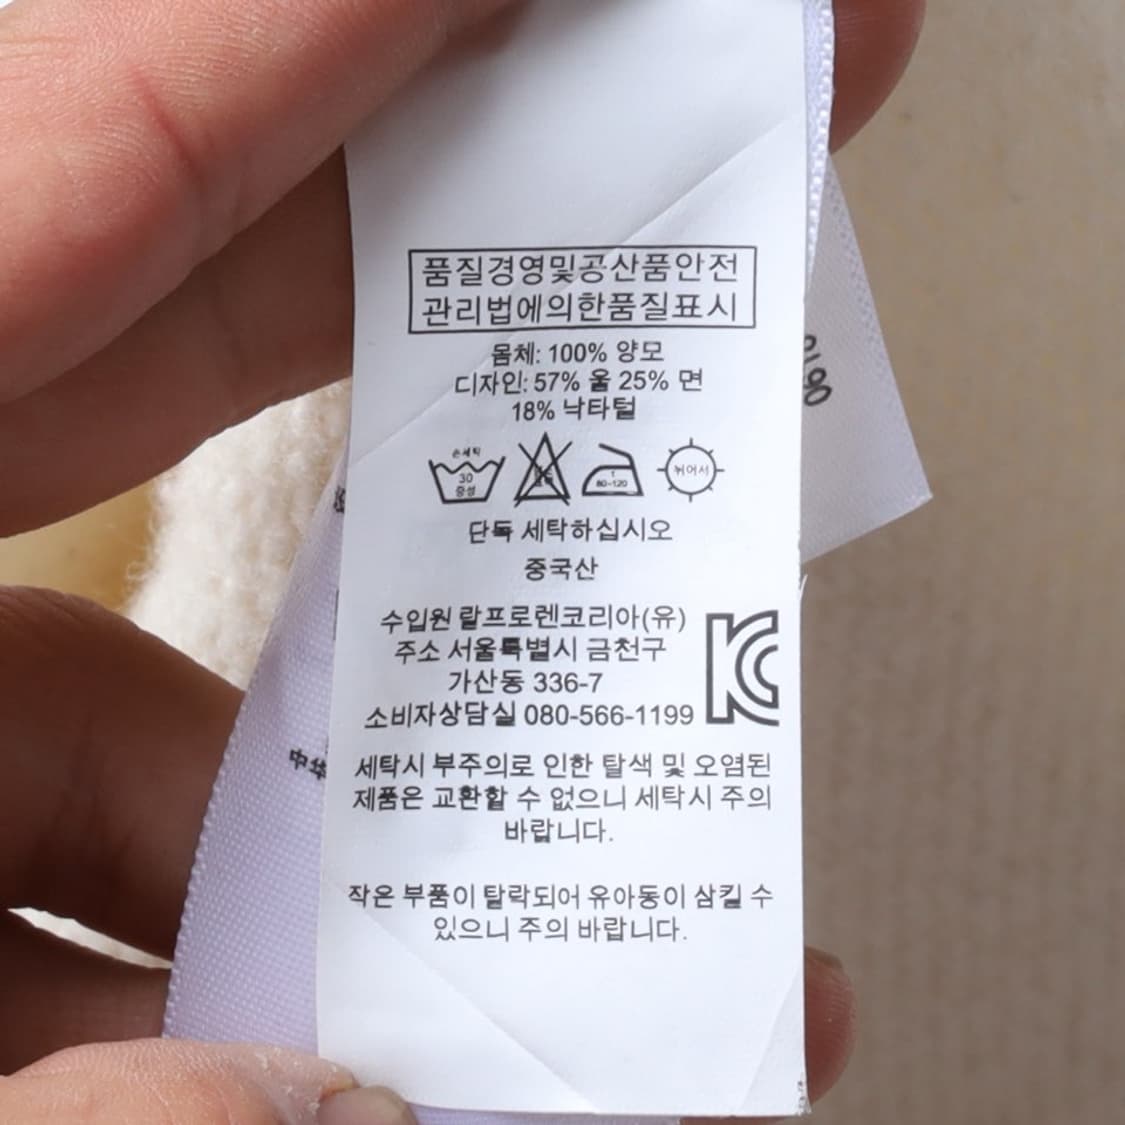 품질경영및공산품안전
관리법에의한품질표시
몸체: 100% 양모
디자인: 57% 울 25% 면
18% 낙타털
손세탁
30
중성
80~120
뉘어서
단독 세탁하십시오
중국산
수입원 랄프로렌코리아(유)
주소 서울특별시 금천구
가산동 336-7
소비자상담실 080-566-1199
세탁시 부주의로 인한 탈색 및 오염된
제품은 교환할 수 없으니 세탁시 주의
바랍니다.
작은 부품이 탈락되어 유아동이 삼킬 수
있으니 주의 바랍니다.
中华